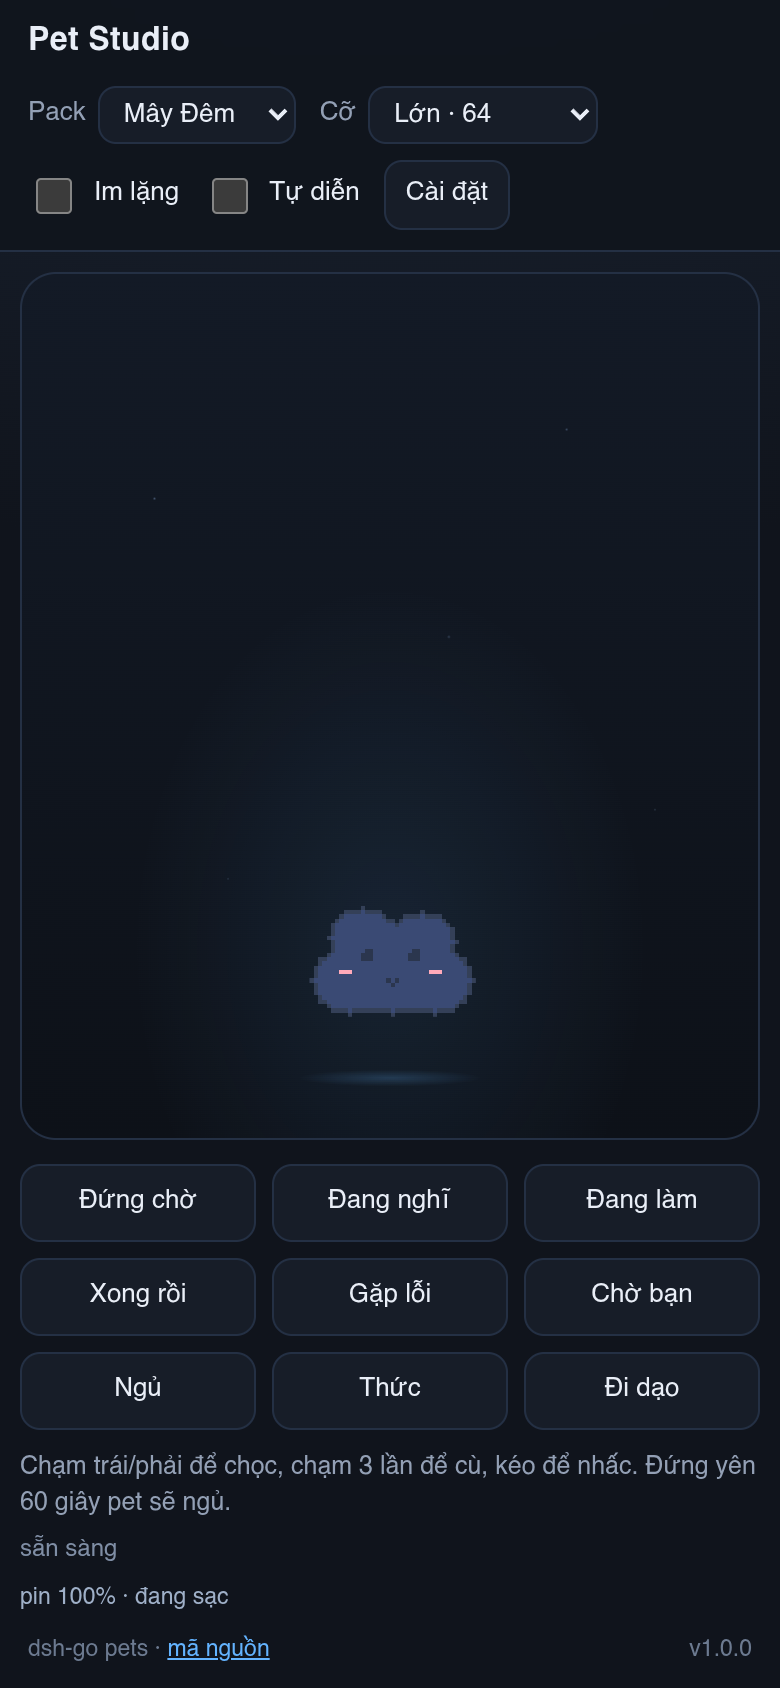 Pet Studio
Pack Mây Đêm Cỡ Lớn · 64
Im lặng Tự diễn Cài đặt
Đứng chờ Đang nghĩ Đang làm
Xong rồi Gặp lỗi Chờ bạn
Ngủ Thức Đi dạo
Chạm trái/phải để chọc, chạm 3 lần để cù, kéo để nhấc. Đứng yên
60 giây pet sẽ ngủ.
sẵn sàng
pin 100% · đang sạc
dsh-go pets · mã nguồn v1.0.0